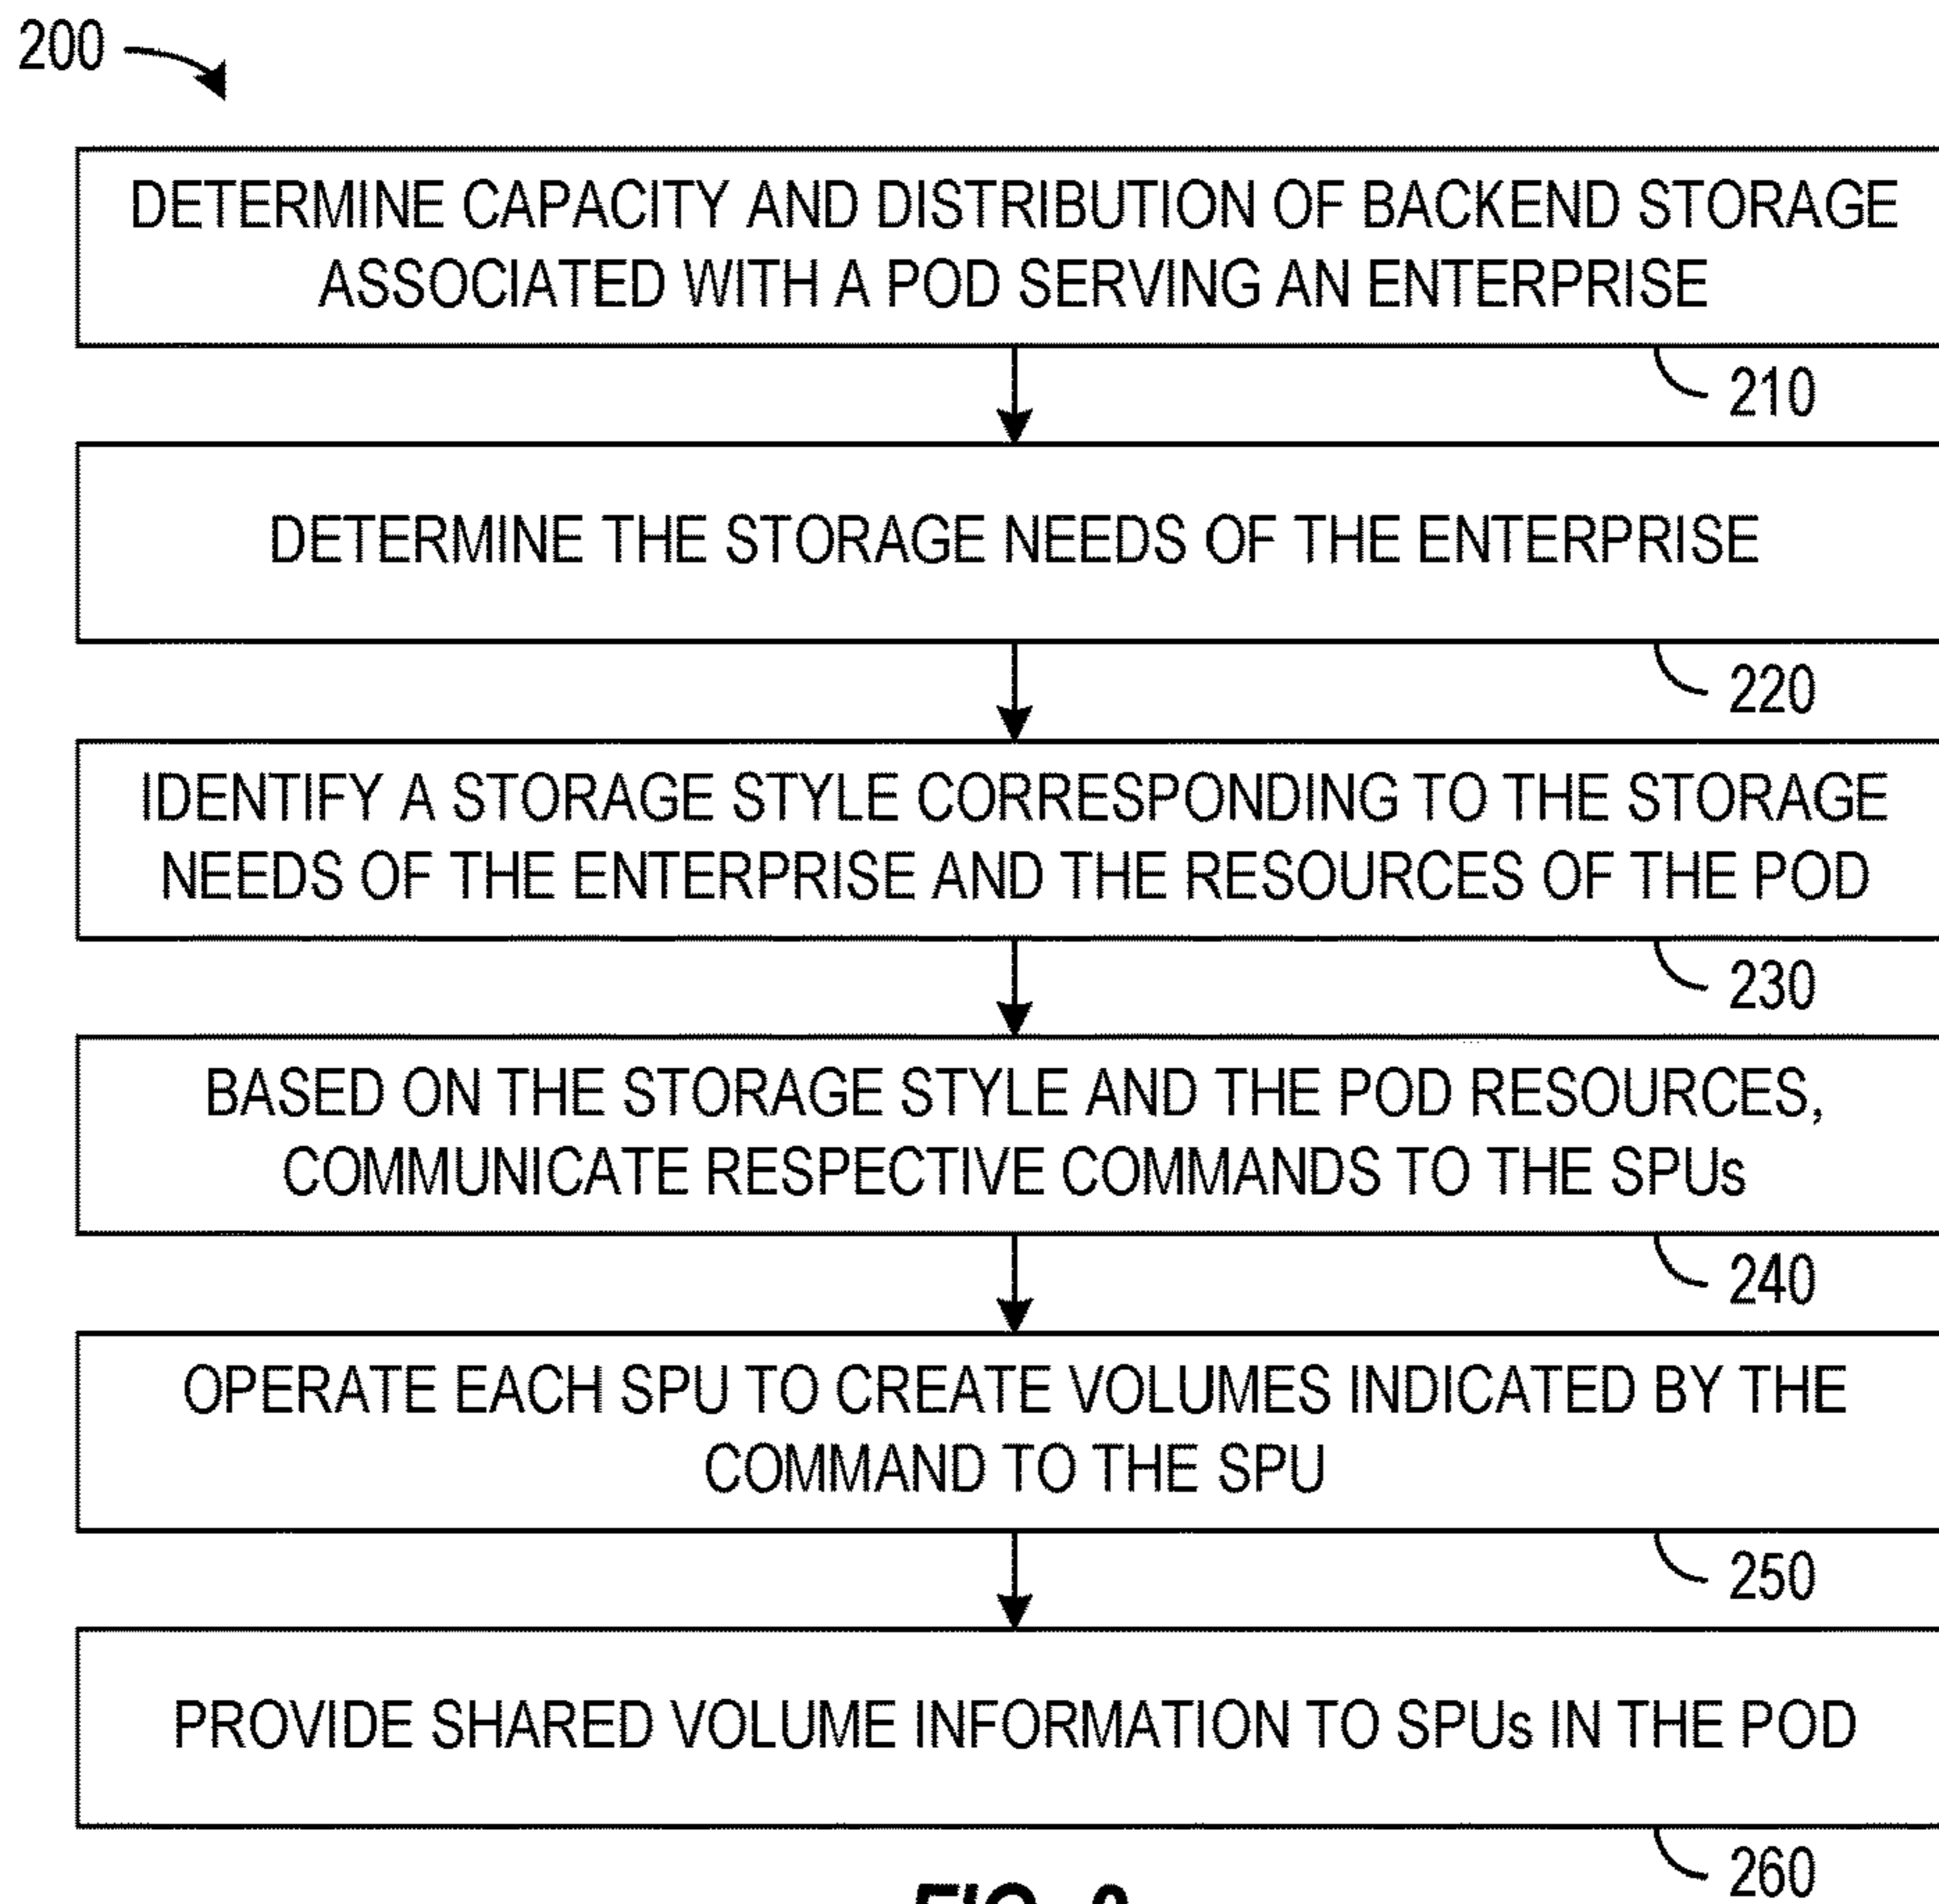 200
DETERMINE CAPACITY AND DISTRIBUTION OF BACKEND STORAGE
ASSOCIATED WITH A POD SERVING AN ENTERPRISE
210
DETERMINE THE STORAGE NEEDS OF THE ENTERPRISE
220
IDENTIFY A STORAGE STYLE CORRESPONDING TO THE STORAGE
NEEDS OF THE ENTERPRISE AND THE RESOURCES OF THE POD
230
BASED ON THE STORAGE STYLE AND THE POD RESOURCES,
COMMUNICATE RESPECTIVE COMMANDS TO THE SPUs
240
OPERATE EACH SPU TO CREATE VOLUMES INDICATED BY THE
COMMAND TO THE SPU
250
PROVIDE SHARED VOLUME INFORMATION TO SPUs IN THE POD
260
FIG.